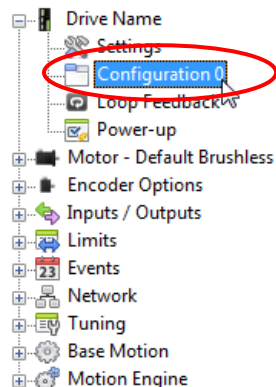 Drive Name
Settings
Configuration 0
Loop Feedback
Power-up
Motor - Default Brushless
Encoder Options
Inputs / Outputs
Limits
23 Events
Network
Tuning
Base Motion
Motion Engine